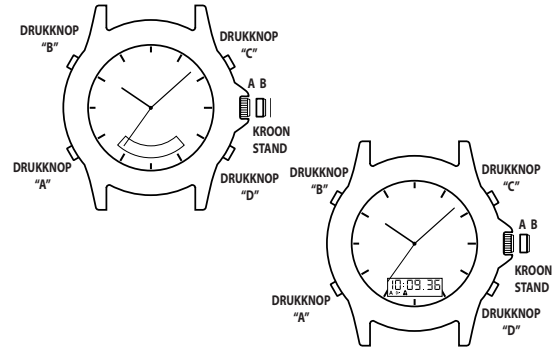 DRUKKNOP
“B”
DRUKKNOP
“C”
A B
KROON
STAND
DRUKKNOP
“A”
DRUKKNOP
“D”
DRUKKNOP
“B”
DRUKKNOP
“C”
A B
KROON
STAND
10:09.36
DRUKKNOP
“A”
DRUKKNOP
“D”